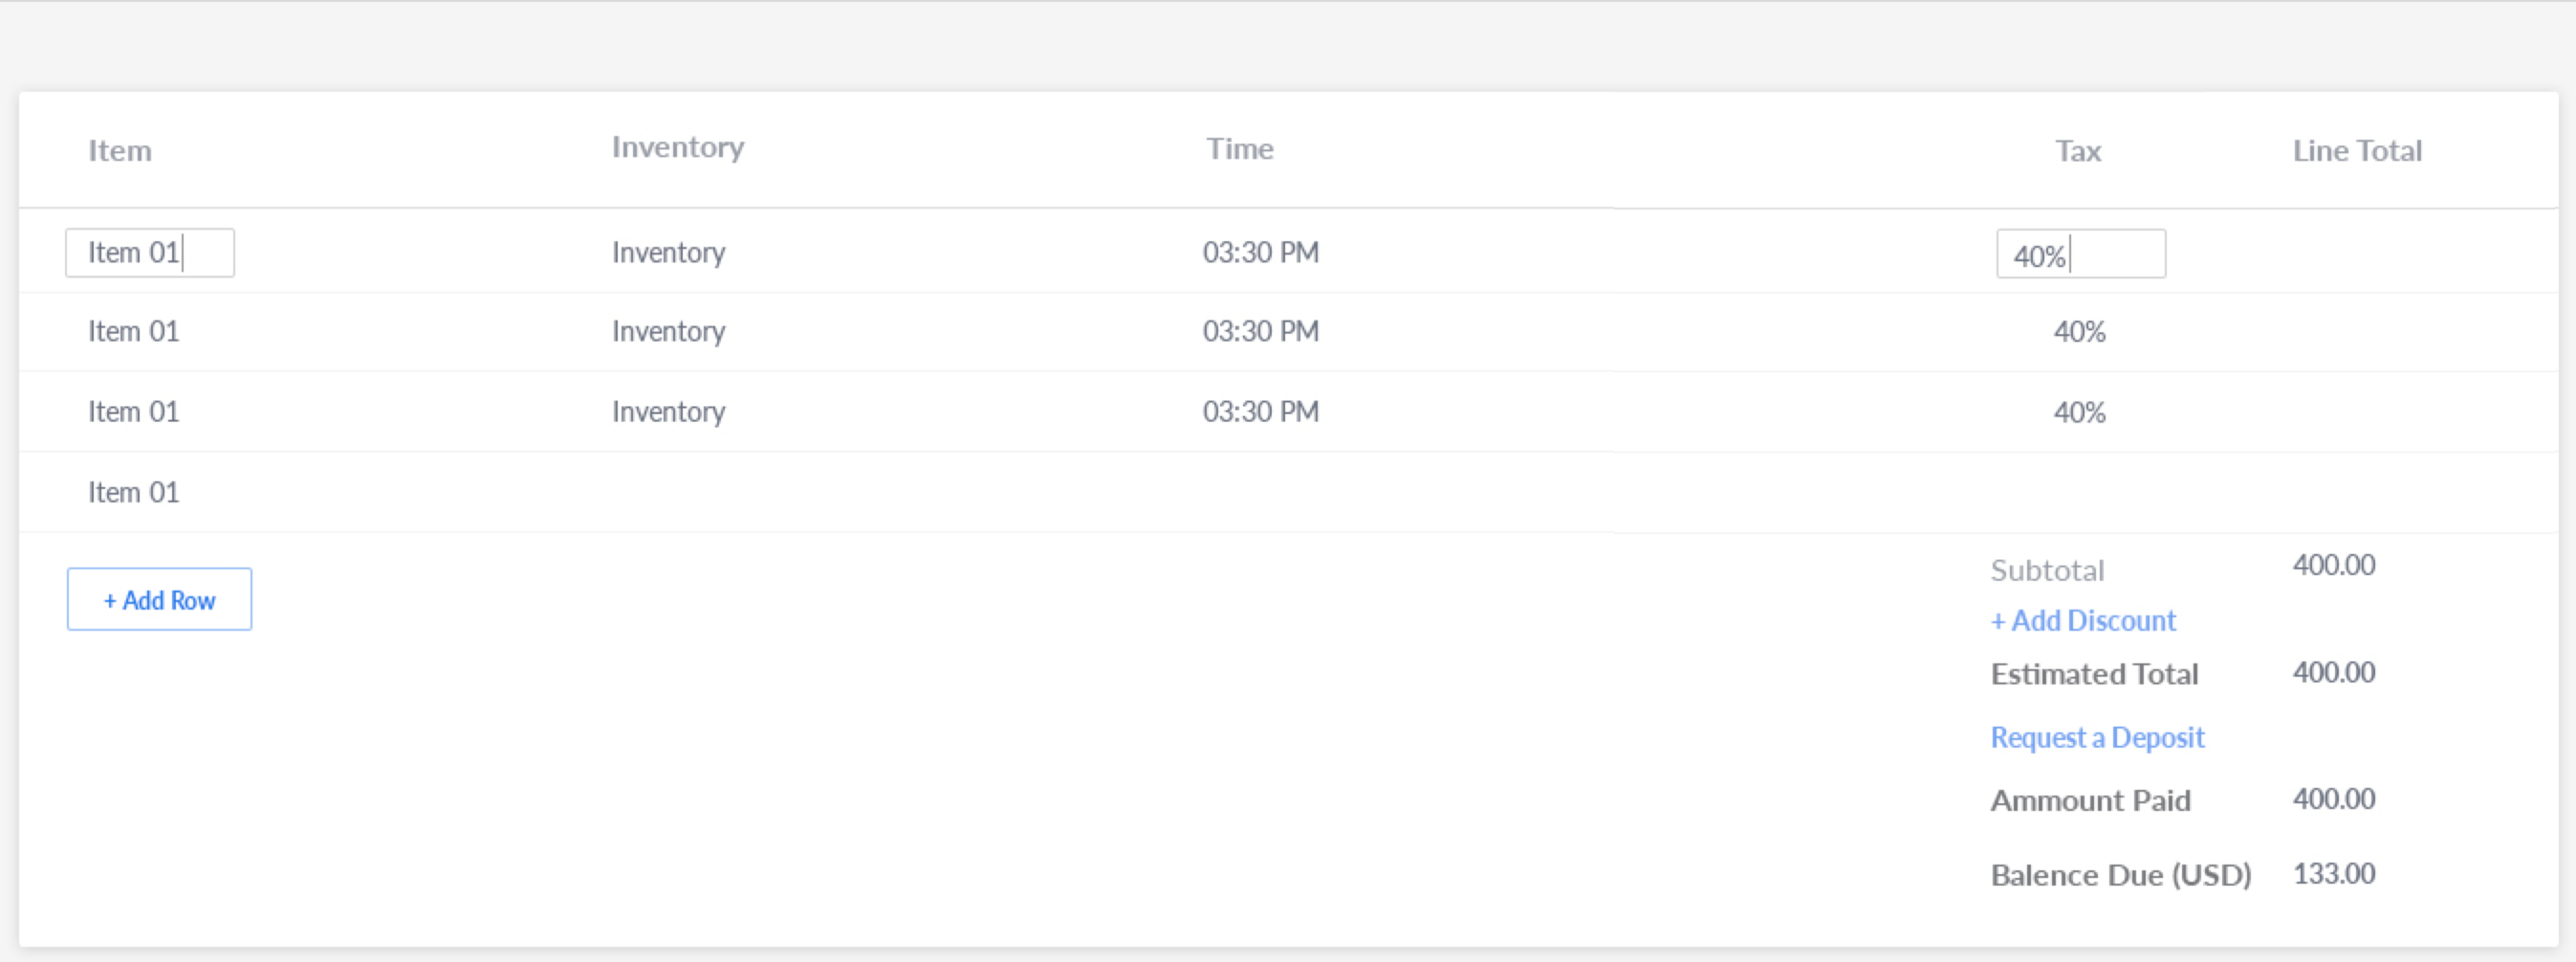 Item Inventory Time Tax Line Total
Item 01 Inventory 03:30 PM 40%
Item 01 Inventory 03:30 PM 40%
Item 01 Inventory 03:30 PM 40%
Item 01
+ Add Row
Subtotal 400.00
+ Add Discount
Estimated Total 400.00
Request a Deposit
Ammount Paid 400.00
Balence Due (USD) 133.00